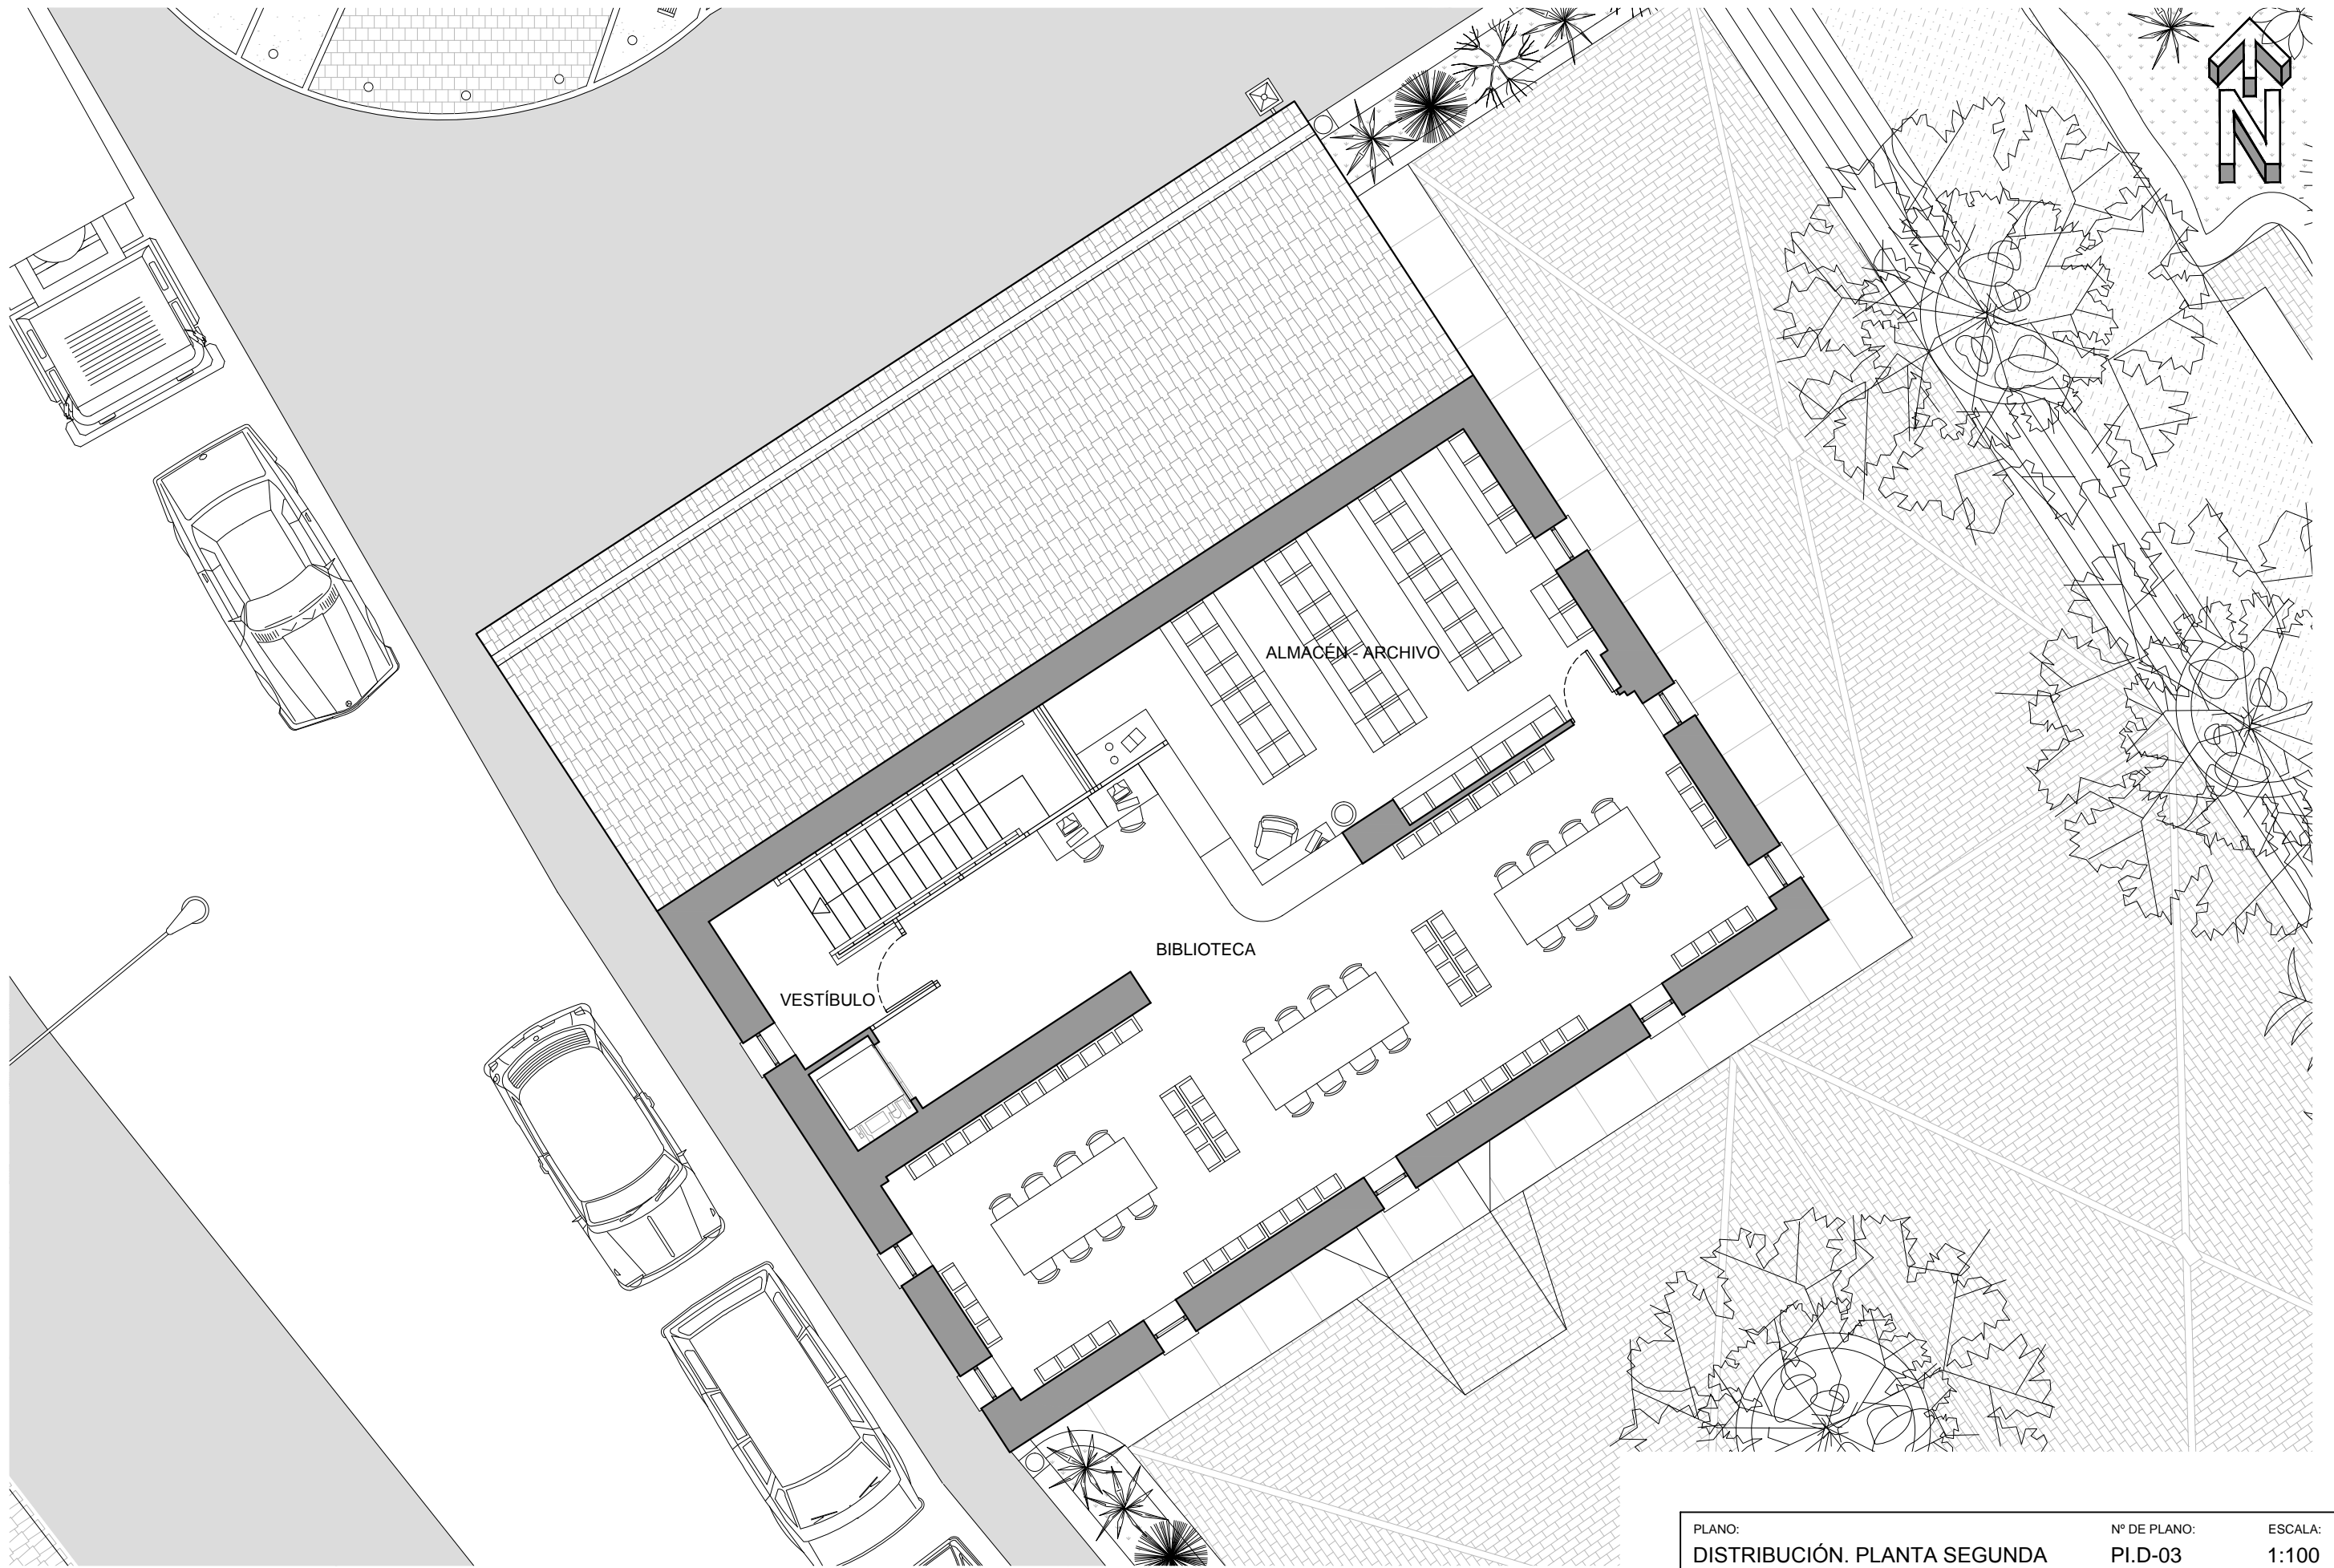 N
ALMACÉN - ARCHIVO
BIBLIOTECA
VESTÍBULO
PLANO: Nº DE PLANO: ESCALA:
DISTRIBUCIÓN. PLANTA SEGUNDA PI.D-03 1:100